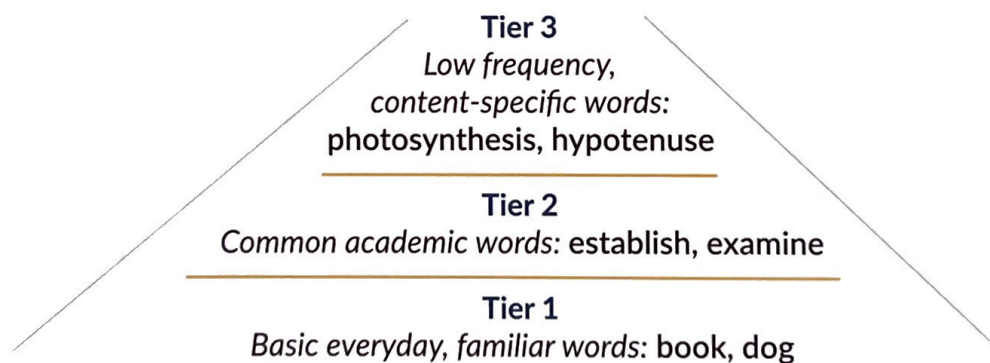 Tier 3
Low frequency,
content-specific words:
photosynthesis, hypotenuse
Tier 2
Common academic words: establish, examine
Tier 1
Basic everyday, familiar words: book, dog